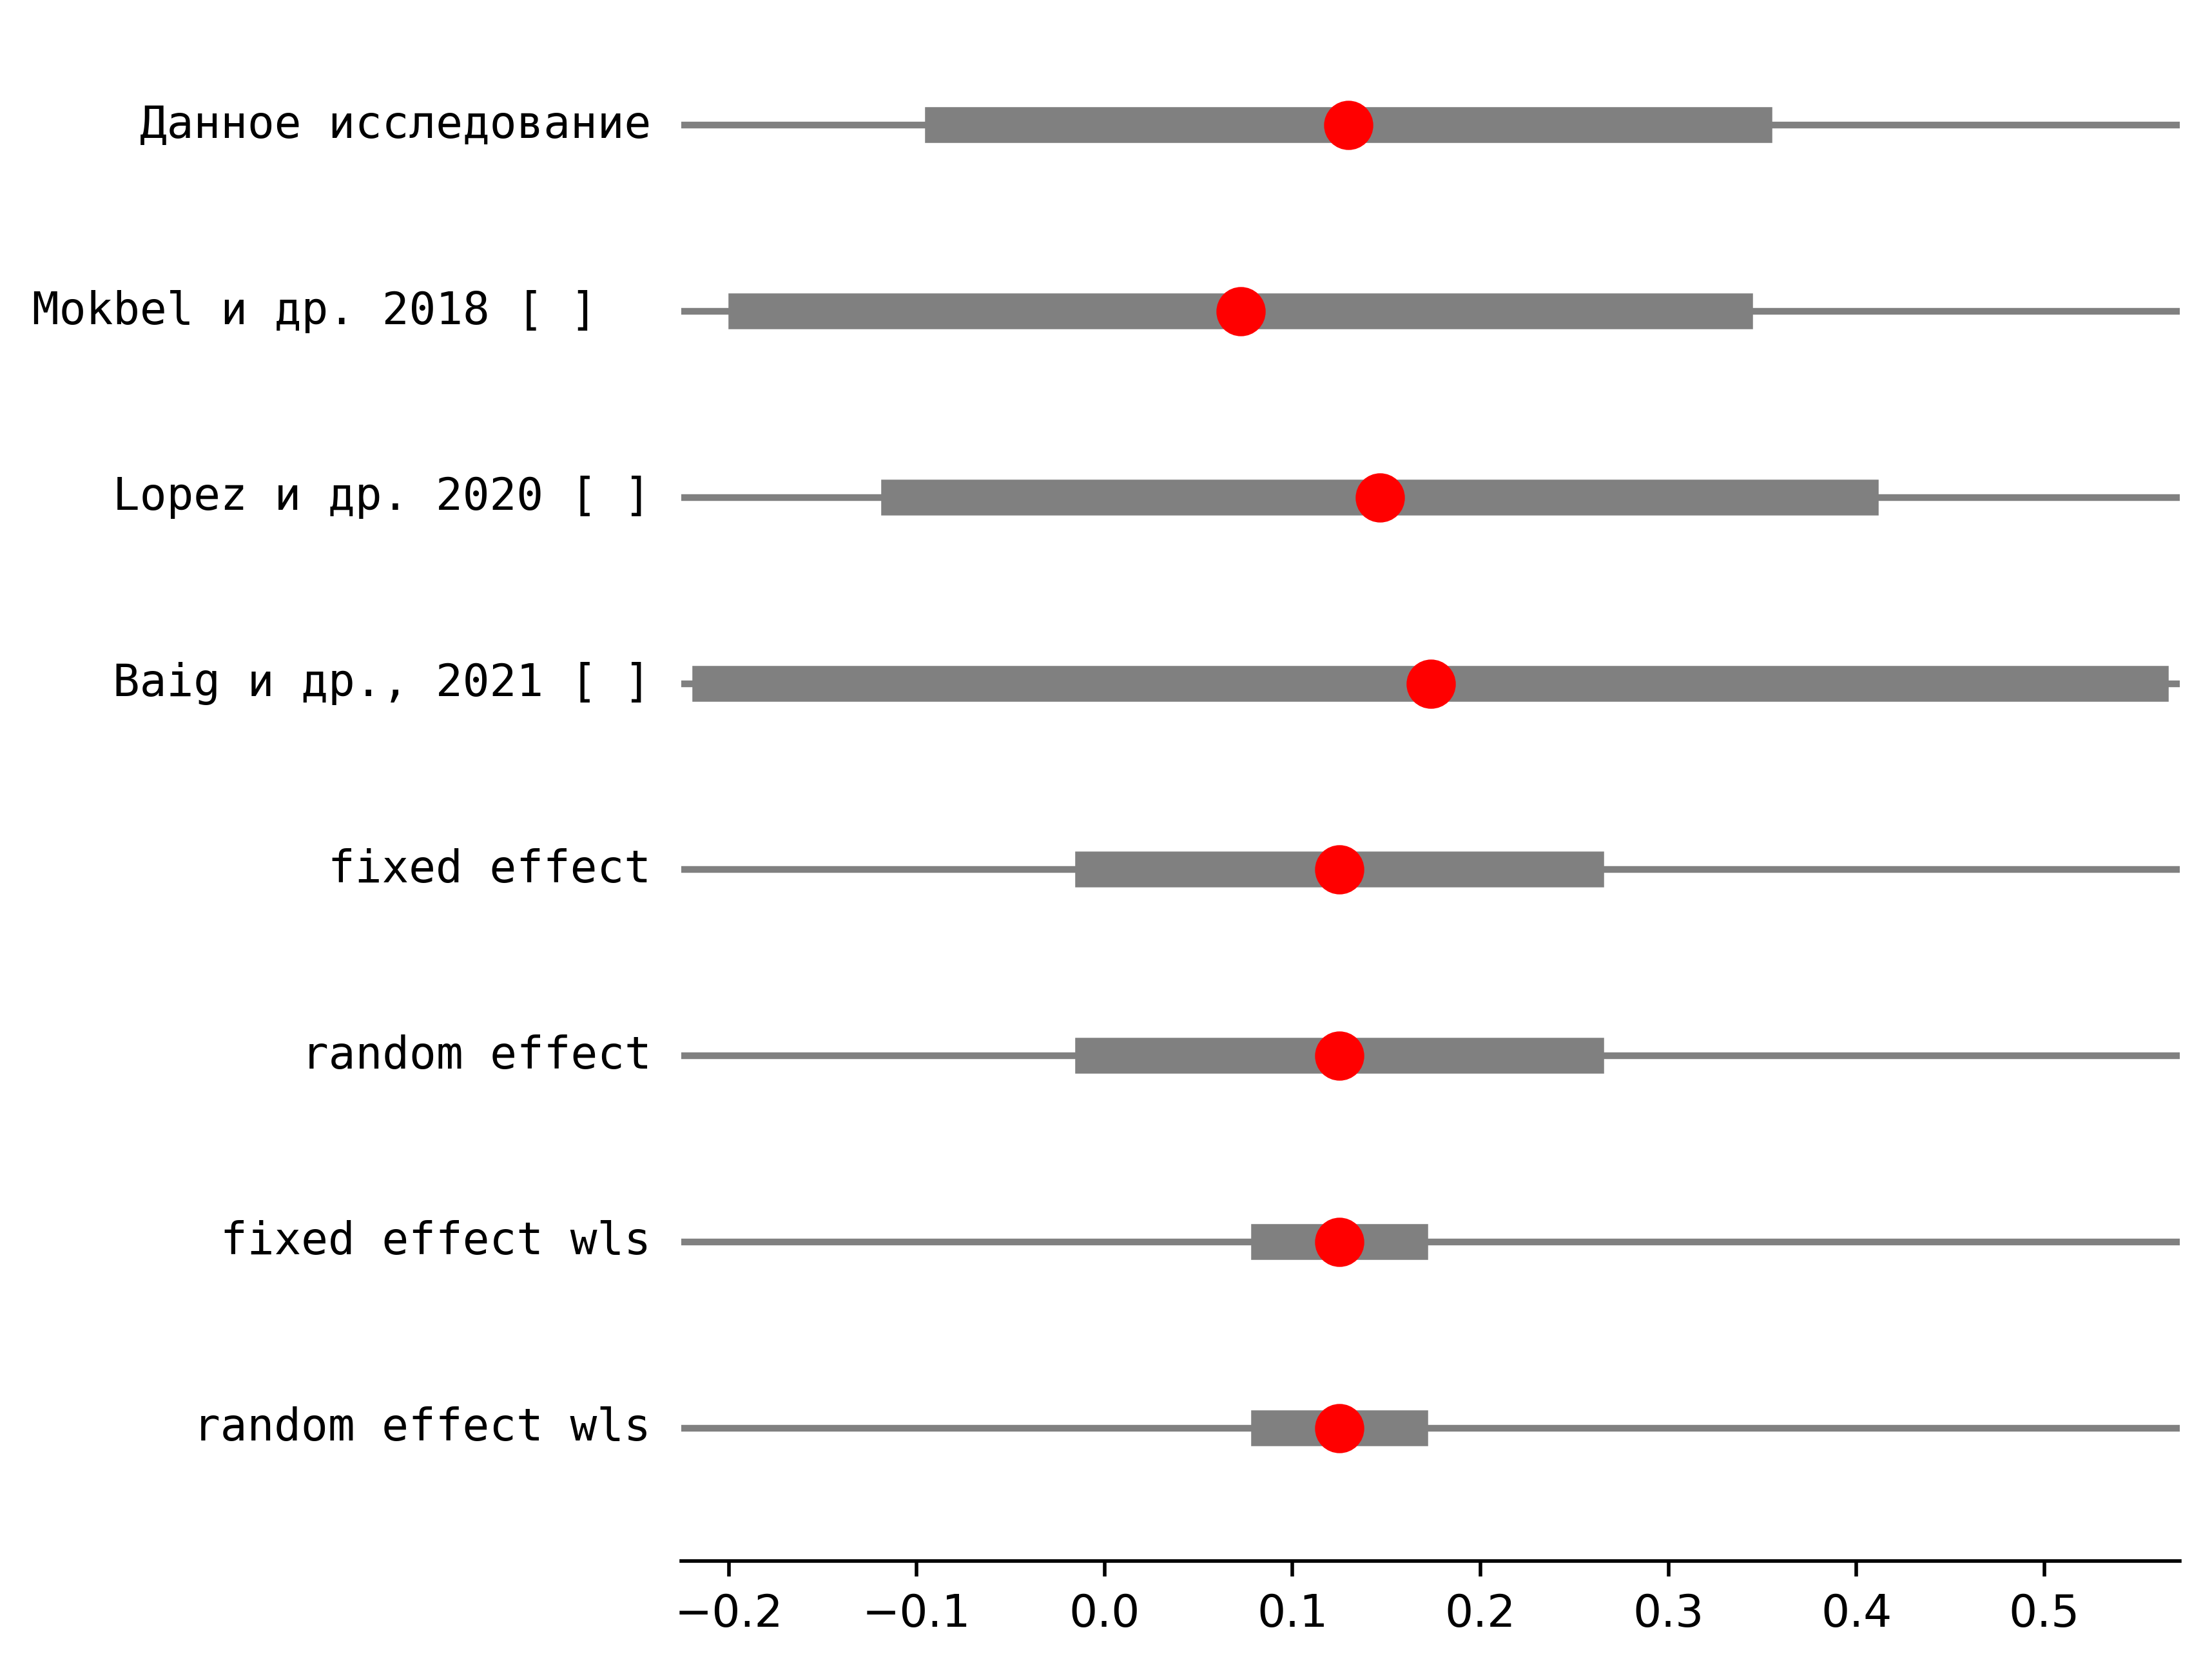 Данное исследование
Mokbel и др. 2018 [ ]
Lopez и др. 2020 [ ]
Baig и др., 2021 [ ]
fixed effect
random effect
fixed effect wls
random effect wls
−0.2 −0.1 0.0 0.1 0.2 0.3 0.4 0.5